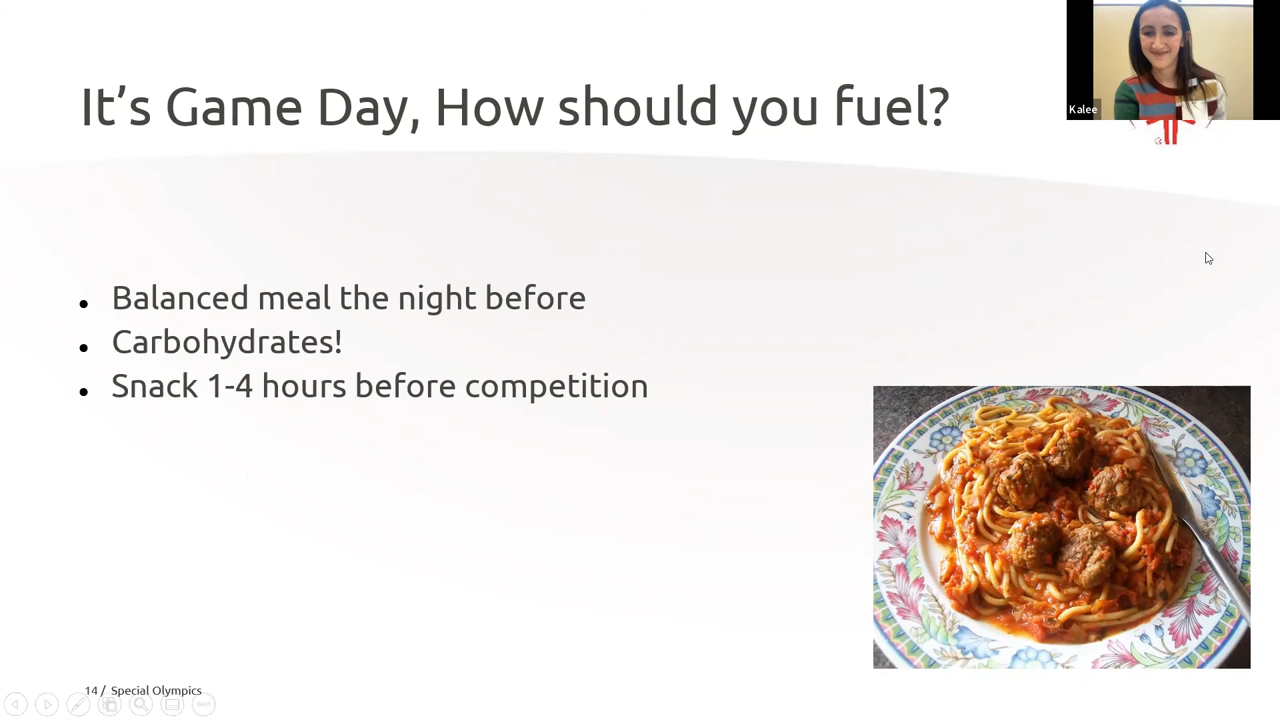 It’s Game Day, How should you fuel?
Kalee
Balanced meal the night before
Carbohydrates!
Snack 1-4 hours before competition
14 / Special Olympics